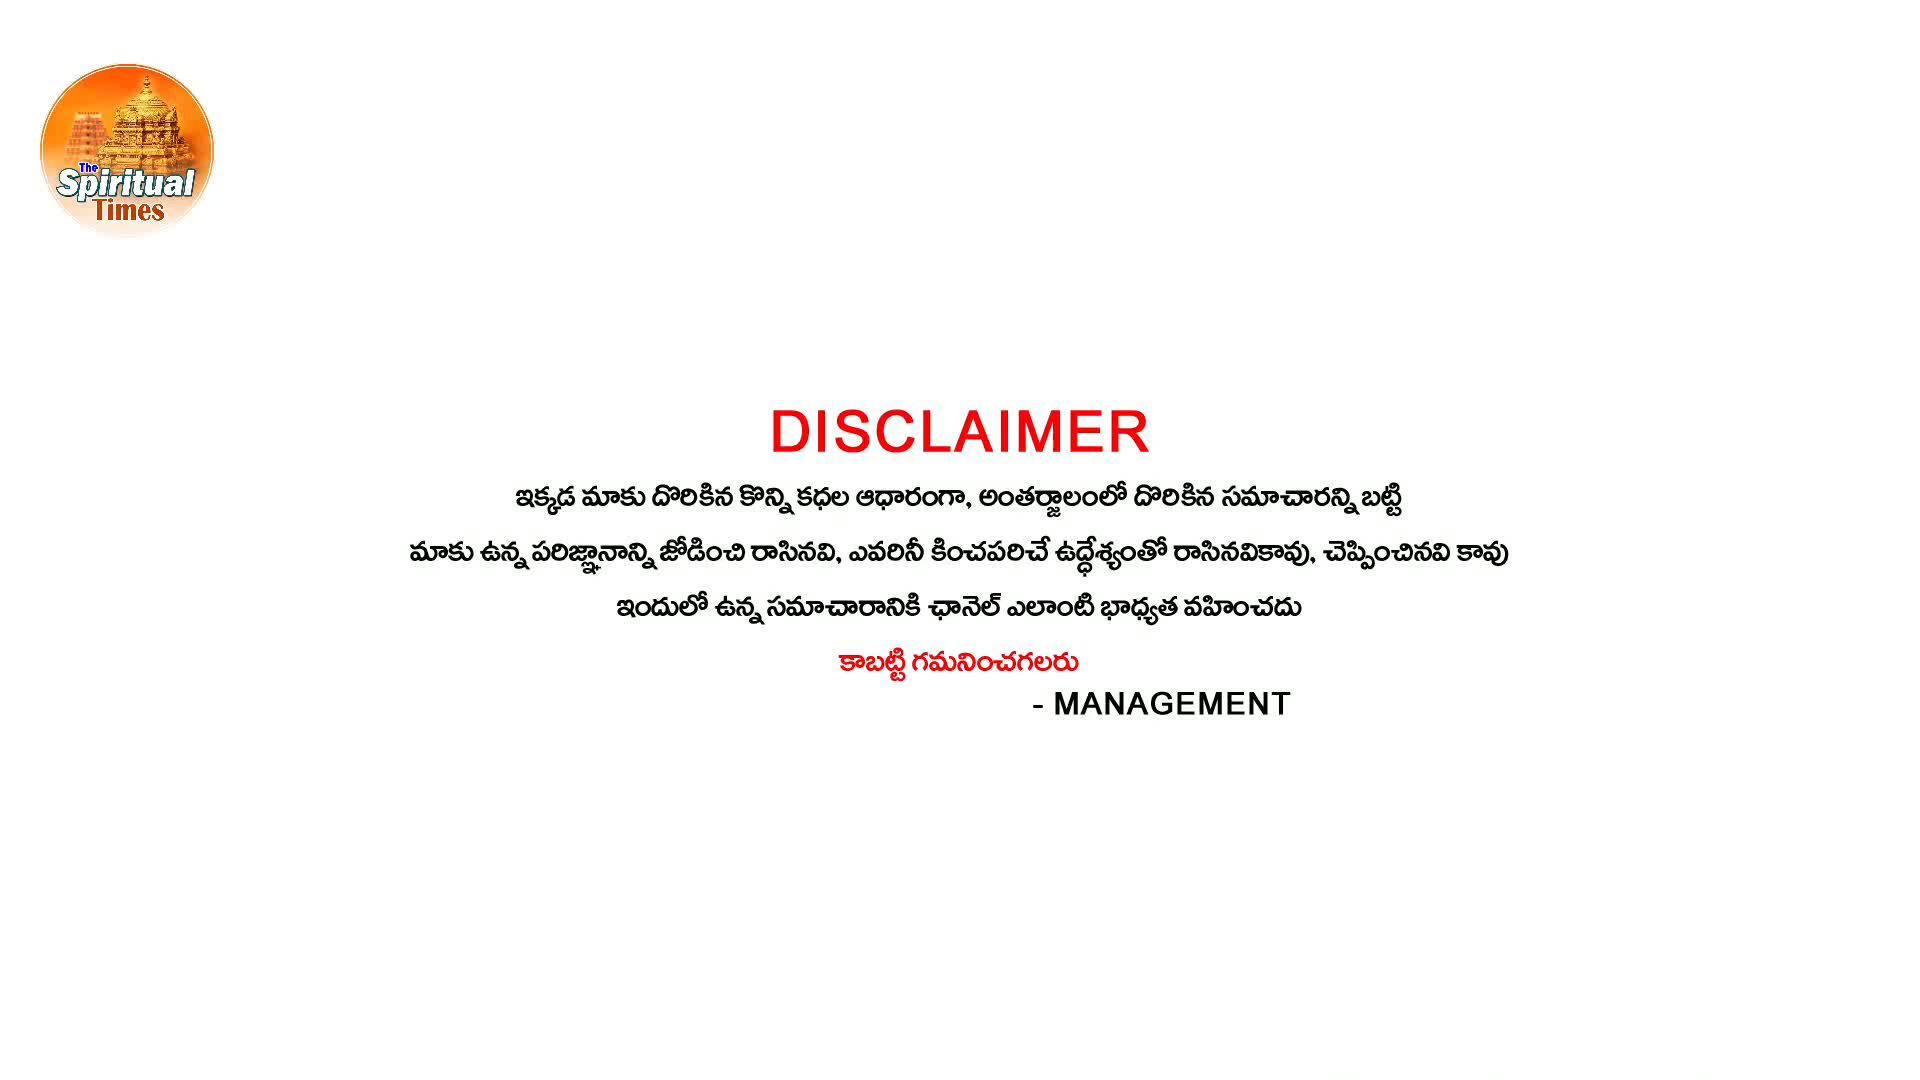 The
Spiritual
Times
DISCLAIMER
ఇక్కడ మాకు దొరికిన కొన్ని కధల ఆధారంగా, అంతర్జాలంలో దొరికిన సమాచారన్ని బట్టి
మాకు ఉన్న పరిజ్ఞానాన్ని జోడించి రాసినవి, ఎవరినీ కించపరిచే ఉద్ధేశ్యంతో రాసినవికావు, చెప్పించినవి కావు
ఇందులో ఉన్న సమాచారానికి ఛానెల్ ఎలాంటి భాధ్యత వహించదు
కాబట్టి గమనించగలరు
- MANAGEMENT